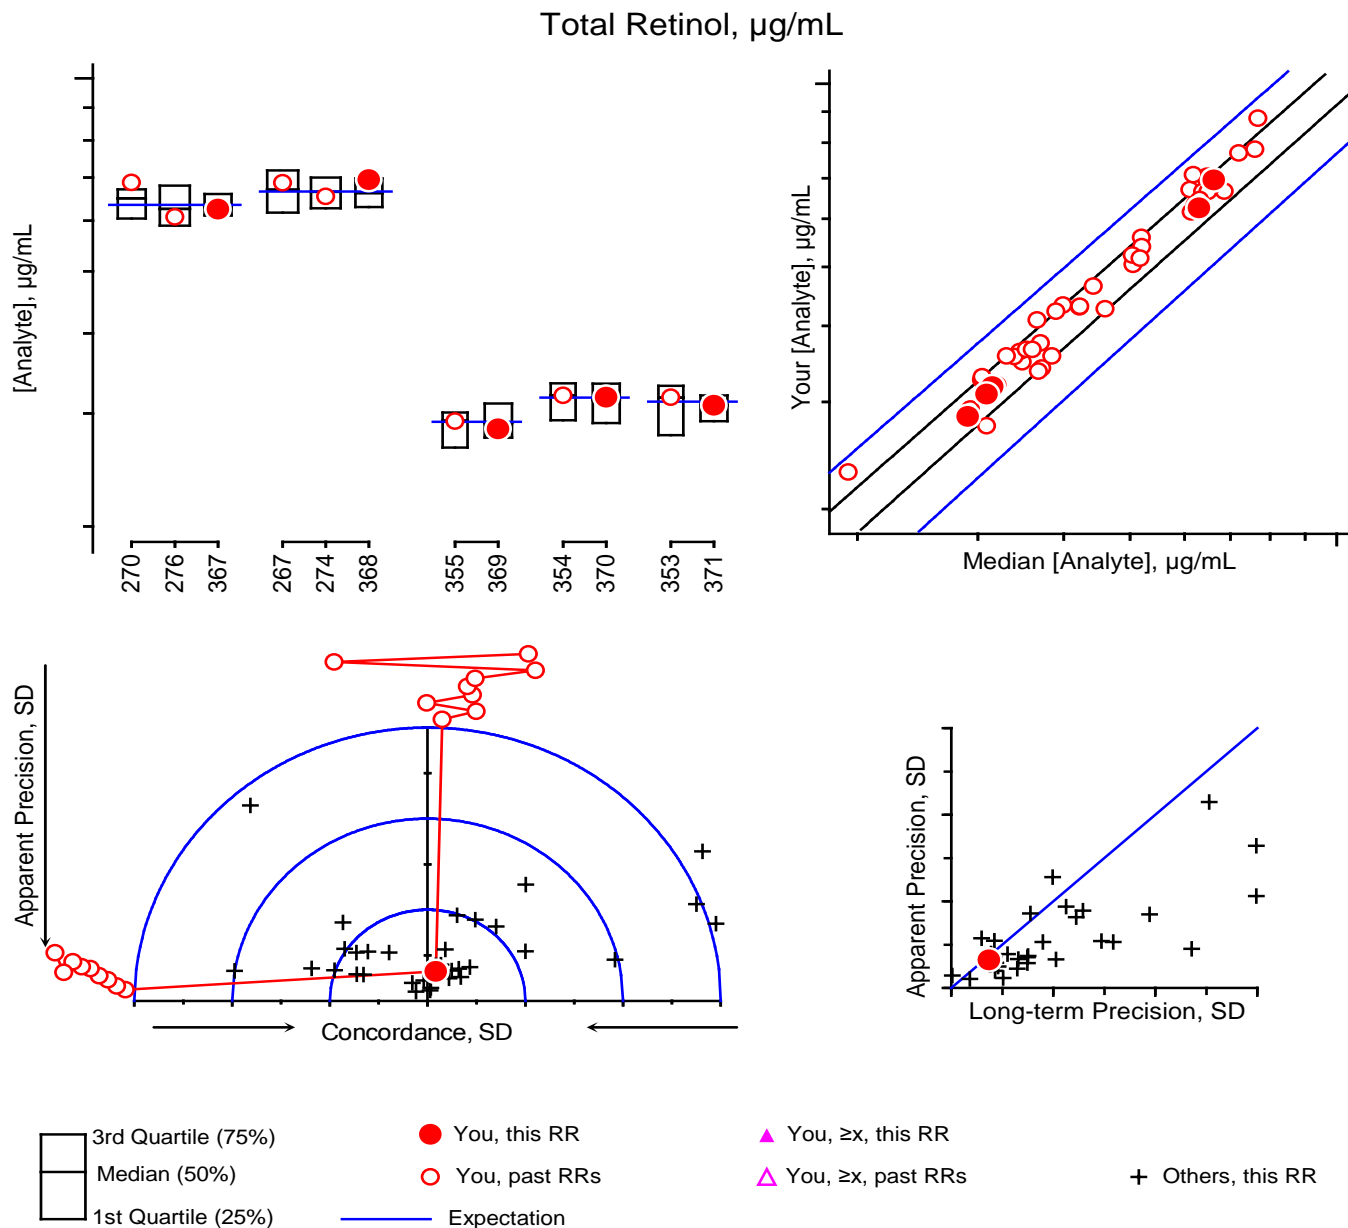 Total Retinol, µg/mL
[Analyte], µg/mL
270
276
367
267
274
368
355
369
354
370
353
371
Your [Analyte], µg/mL
Median [Analyte], µg/mL
Apparent Precision, SD
Concordance, SD
Apparent Precision, SD
Long-term Precision, SD
3rd Quartile (75%)
Median (50%)
1st Quartile (25%)
You, this RR
You, past RRs
Expectation
You, ≥x, this RR
You, ≥x, past RRs
Others, this RR